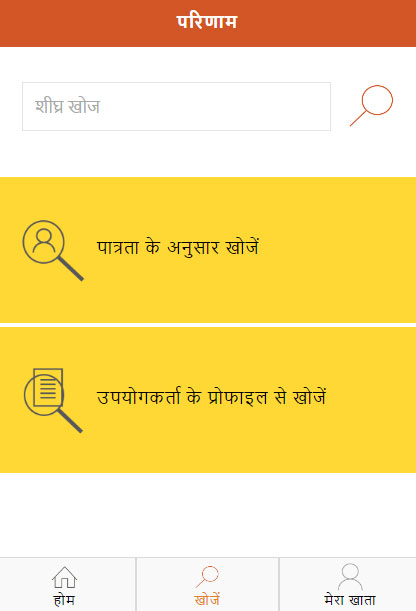 परिणाम
शीघ्र खोज
पात्रता के अनुसार खोजें
उपयोगकर्ता के प्रोफाइल से खोजें
होम
खोजें
मेरा खाता